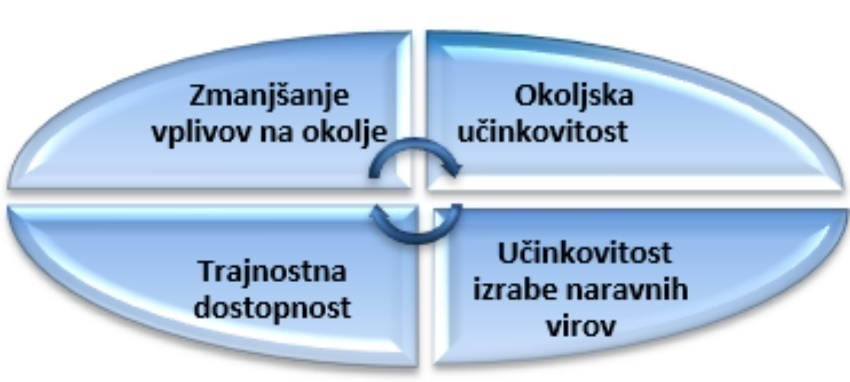 Zmanjšanje
vplivov na okolje
Okoljska
učinkovitost
Trajnostna
dostopnost
Učinkovitost
izrabe naravnih
virov